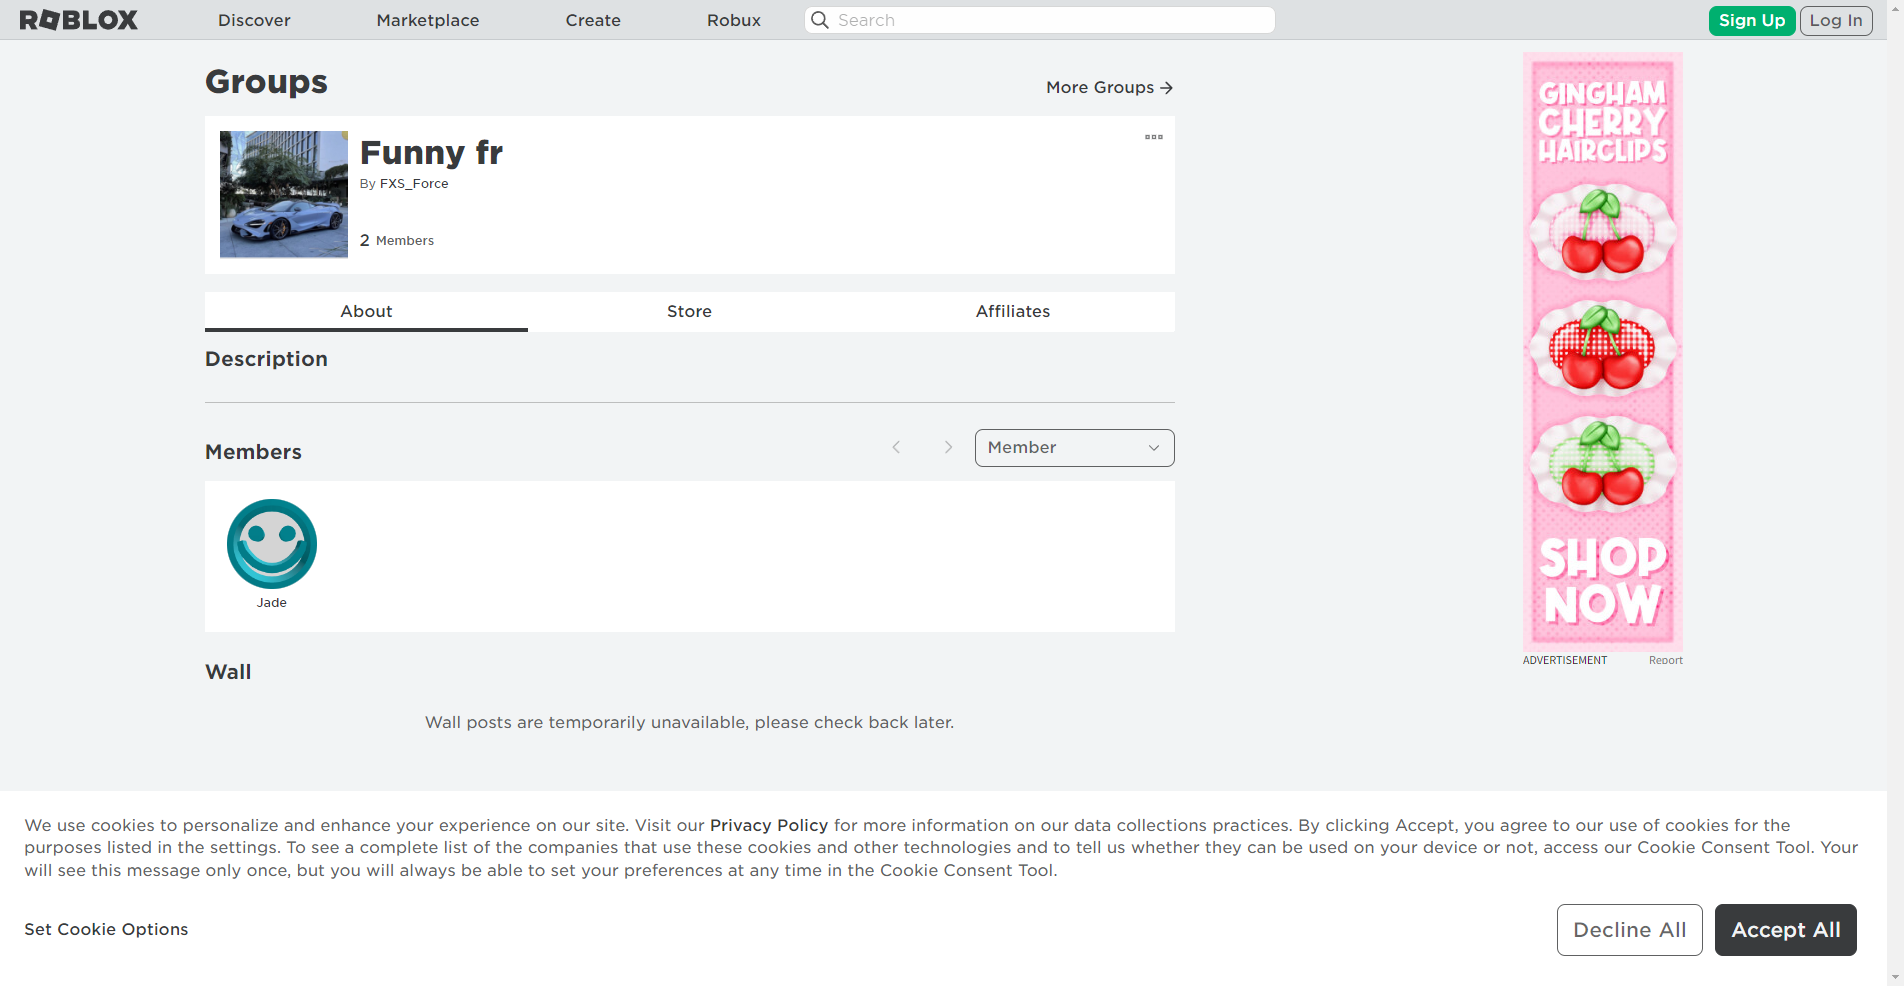 ROBLOX
Discover
Marketplace
Create
Robux
Search
Sign Up
Log In
Groups
More Groups
Funny fr
By FXS_Force
2 Members
About
Store
Affiliates
Description
Members
Member
Jade
Wall
Wall posts are temporarily unavailable, please check back later.
GINGHAM
CHERRY
HAIRCLIPS
SHOP
NOW
ADVERTISEMENT
Report
We use cookies to personalize and enhance your experience on our site. Visit our Privacy Policy for more information on our data collections practices. By clicking Accept, you agree to our use of cookies for the
purposes listed in the settings. To see a complete list of the companies that use these cookies and other technologies and to tell us whether they can be used on your device or not, access our Cookie Consent Tool. Your
will see this message only once, but you will always be able to set your preferences at any time in the Cookie Consent Tool.
Set Cookie Options
Decline All
Accept All